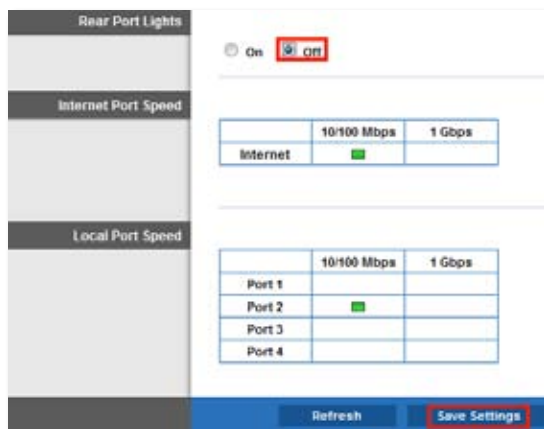 Rear Port Lights
On Off
Internet Port Speed
10/100 Mbps 1 Gbps
Internet
Local Port Speed
10/100 Mbps 1 Gbps
Port 1
Port 2
Port 3
Port 4
Refresh Save Settings